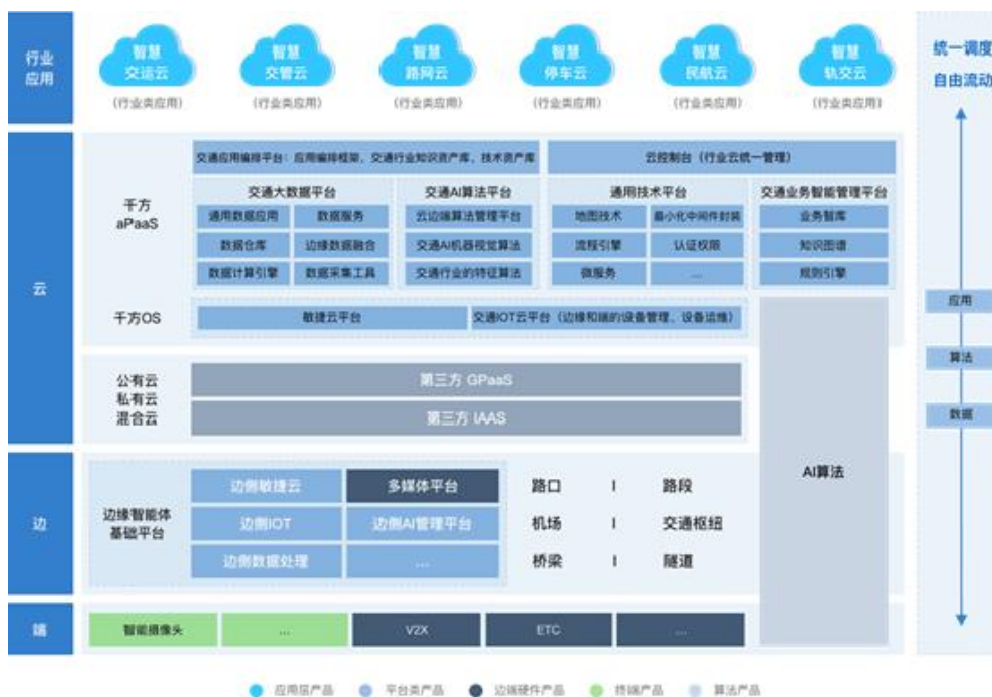 行业
应用
智慧
交运云
(行业类应用)
智慧
交管云
(行业类应用)
智慧
路网云
(行业类应用)
智慧
停车云
(行业类应用)
智慧
民航云
(行业类应用)
智慧
轨交云
(行业类应用)
统一调度
自由流动
应用
算法
数据
云
千方
aPaaS
交通应用编排平台：应用编排框架、交通行业知识资产库、技术资产库
云控制台（行业云统一管理）
交通大数据平台
通用数据应用
数据服务
数据仓库
边缘数据融合
数据计算引擎
数据采集工具
交通AI算法平台
云边端算法管理平台
交通AI机器视觉算法
交通行业的特征算法
通用技术平台
地图技术
最小化中间件封装
流程引擎
认证权限
微服务
...
交通业务智能管理平台
业务智库
知识图谱
规则引擎
千方OS
敏捷云平台
交通IOT云平台（边缘和端的设备管理、设备运维）
公有云
私有云
混合云
第三方 GPaaS
第三方 IAAS
AI算法
边
边缘智能体
基础平台
边侧敏捷云
多媒体平台
边侧IOT
边侧AI管理平台
边侧数据处理
...
路口 | 路段
机场 | 交通枢纽
桥梁 | 隧道
端
智能摄像头
...
V2X
ETC
...
应用层产品
平台类产品
边端硬件产品
终端产品
算法产品